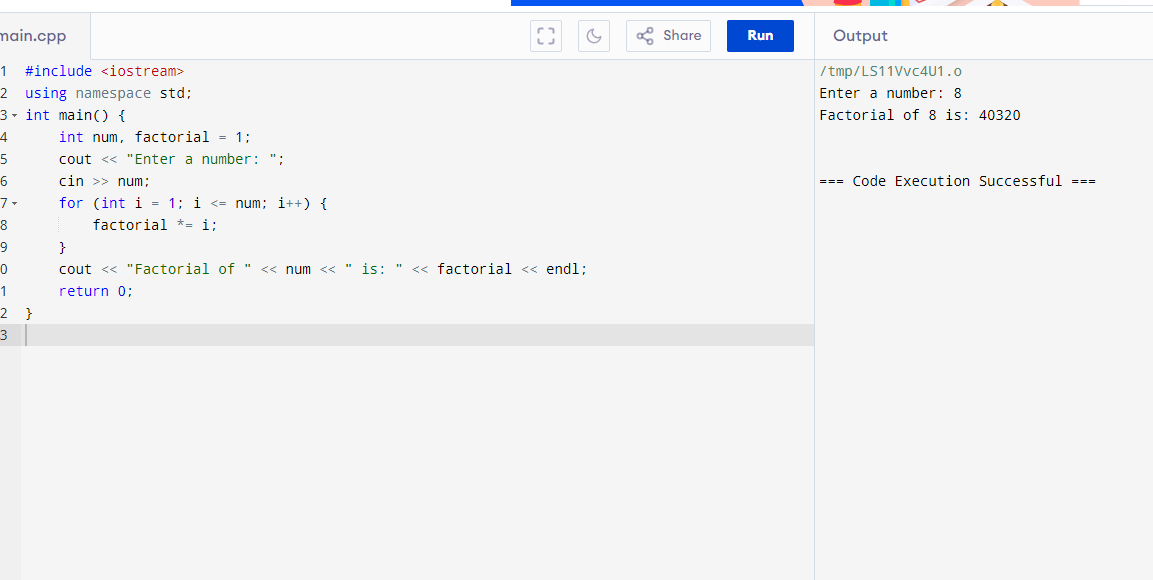 main.cpp
Share
Run
Output
1 #include <iostream>
2 using namespace std;
3 int main() {
4 int num, factorial = 1;
5 cout << "Enter a number: ";
6 cin >> num;
7 for (int i = 1; i <= num; i++) {
8 factorial *= i;
9 }
0 cout << "Factorial of " << num << " is: " << factorial << endl;
1 return 0;
2 }
3
/tmp/LS11Vvc4U1.o
Enter a number: 8
Factorial of 8 is: 40320
=== Code Execution Successful ===